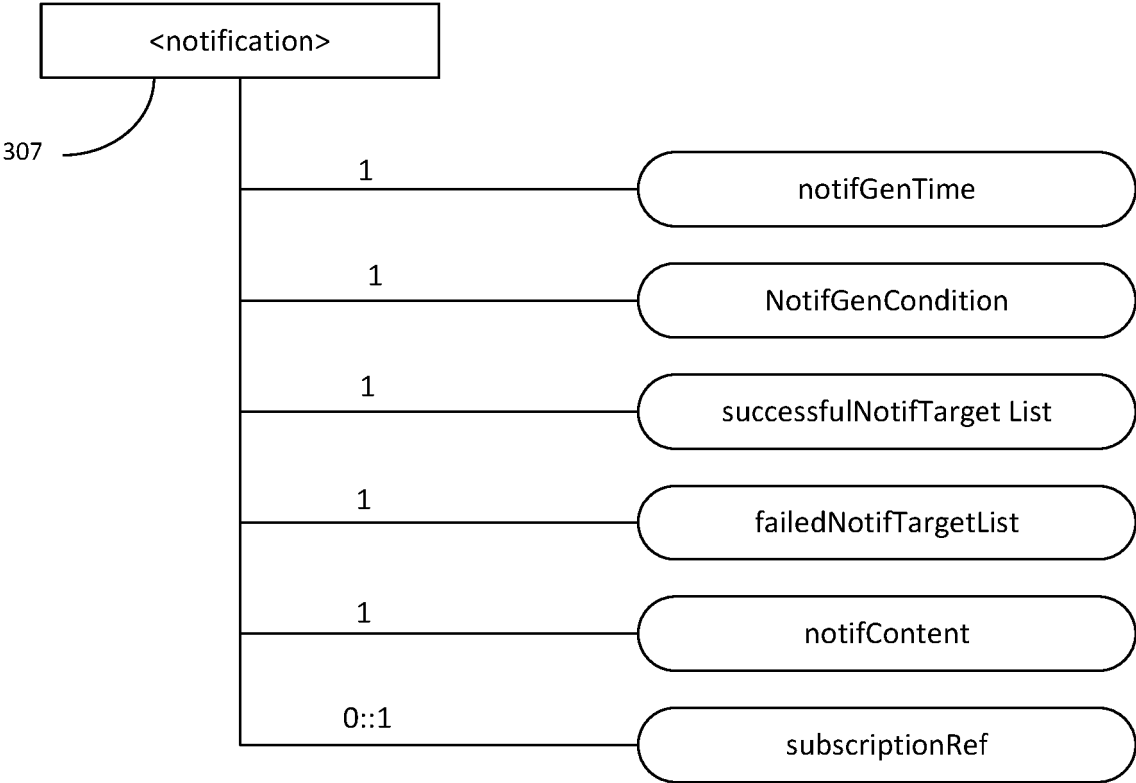 <notification>
307
1
notifGenTime
1
NotifGenCondition
1
successfulNotifTarget List
1
failedNotifTargetList
1
notifContent
0::1
subscriptionRef